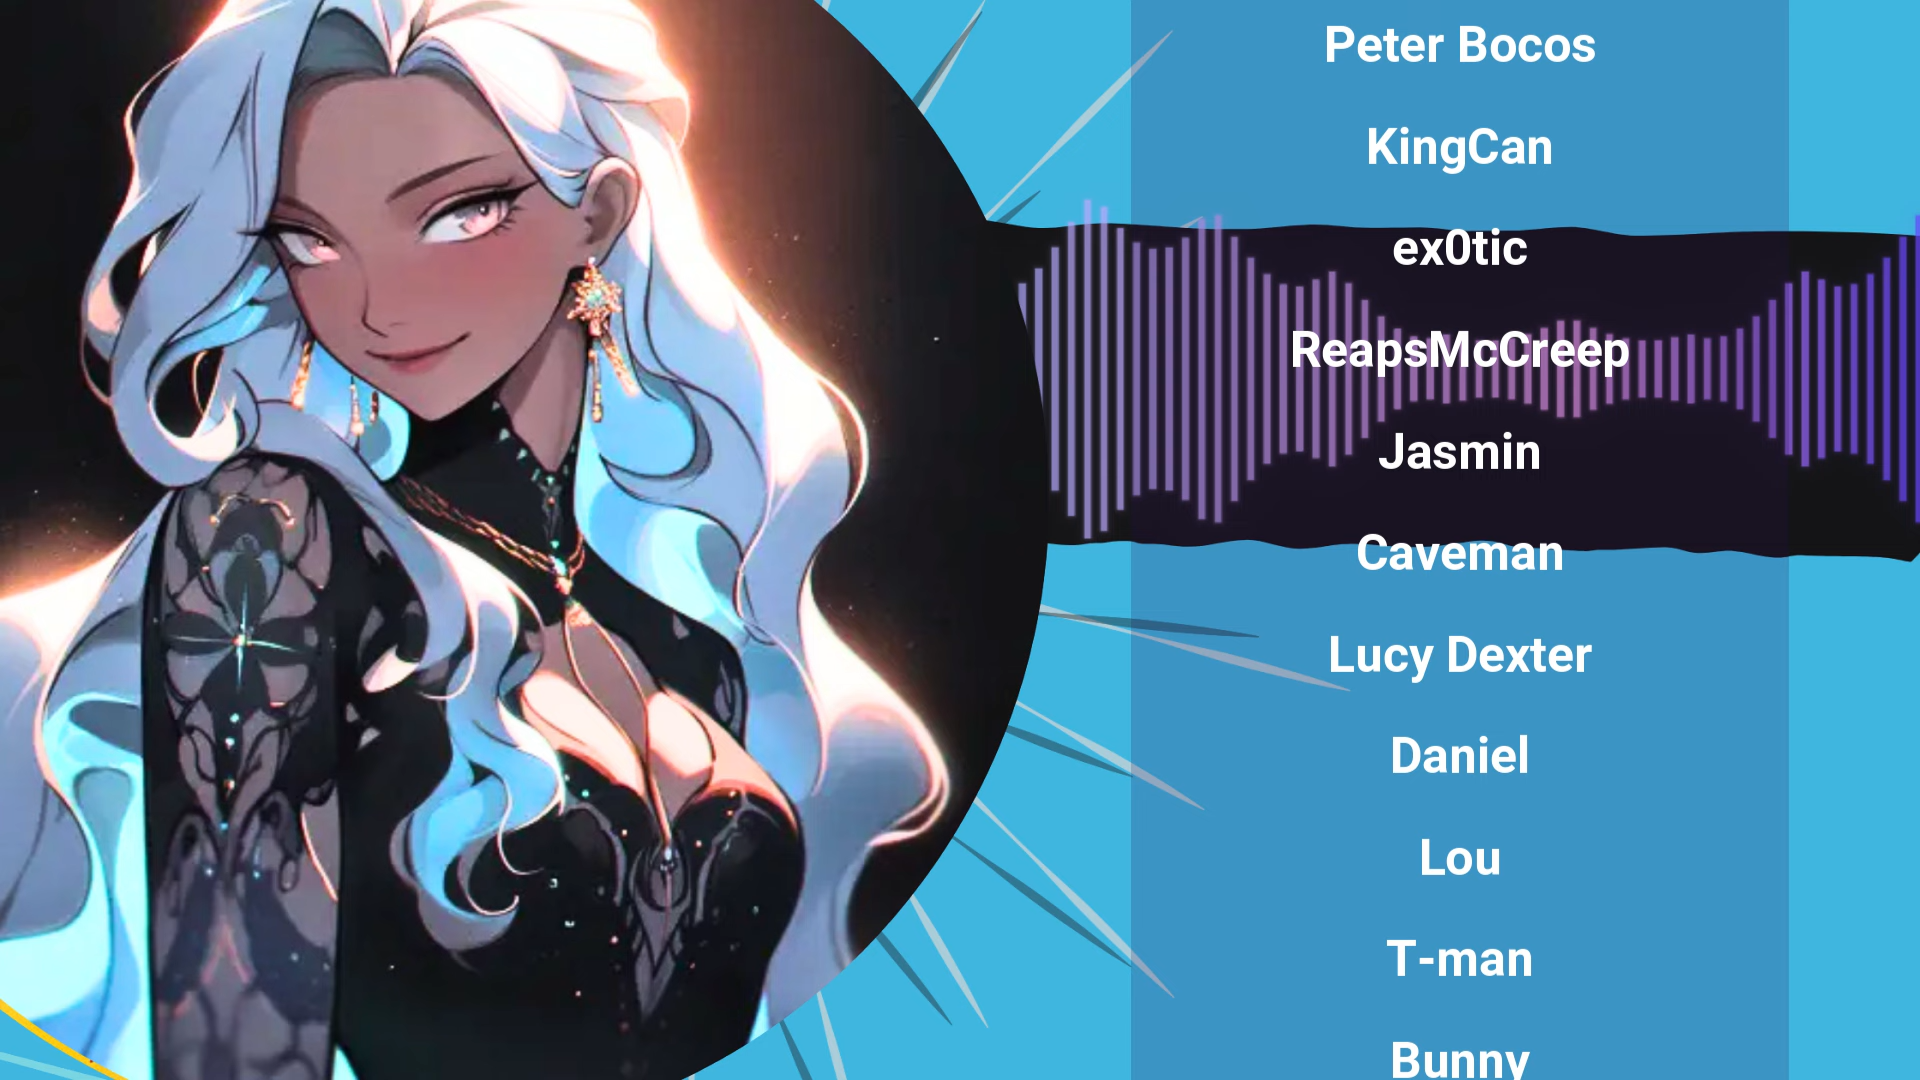 Peter Bocos
KingCan
ex0tic
ReapsMcCreep
Jasmin
Caveman
Lucy Dexter
Daniel
Lou
T-man
Bunny